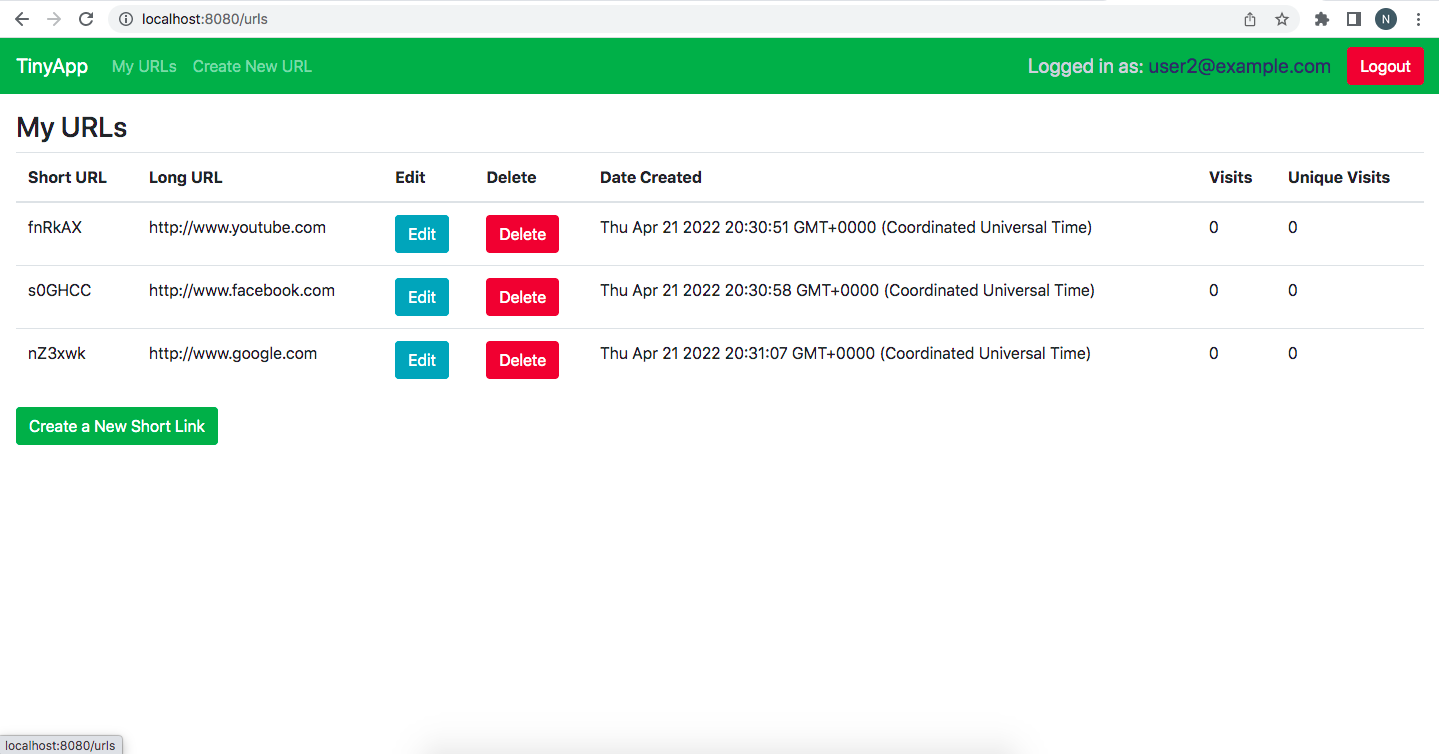 localhost:8080/urls
N
TinyApp My URLs Create New URL Logged in as: user2@example.com Logout
My URLs
Short URL Long URL Edit Delete Date Created Visits Unique Visits
fnRkAX http://www.youtube.com Edit Delete Thu Apr 21 2022 20:30:51 GMT+0000 (Coordinated Universal Time) 0 0
s0GHCC http://www.facebook.com Edit Delete Thu Apr 21 2022 20:30:58 GMT+0000 (Coordinated Universal Time) 0 0
nZ3xwk http://www.google.com Edit Delete Thu Apr 21 2022 20:31:07 GMT+0000 (Coordinated Universal Time) 0 0
Create a New Short Link
localhost:8080/urls